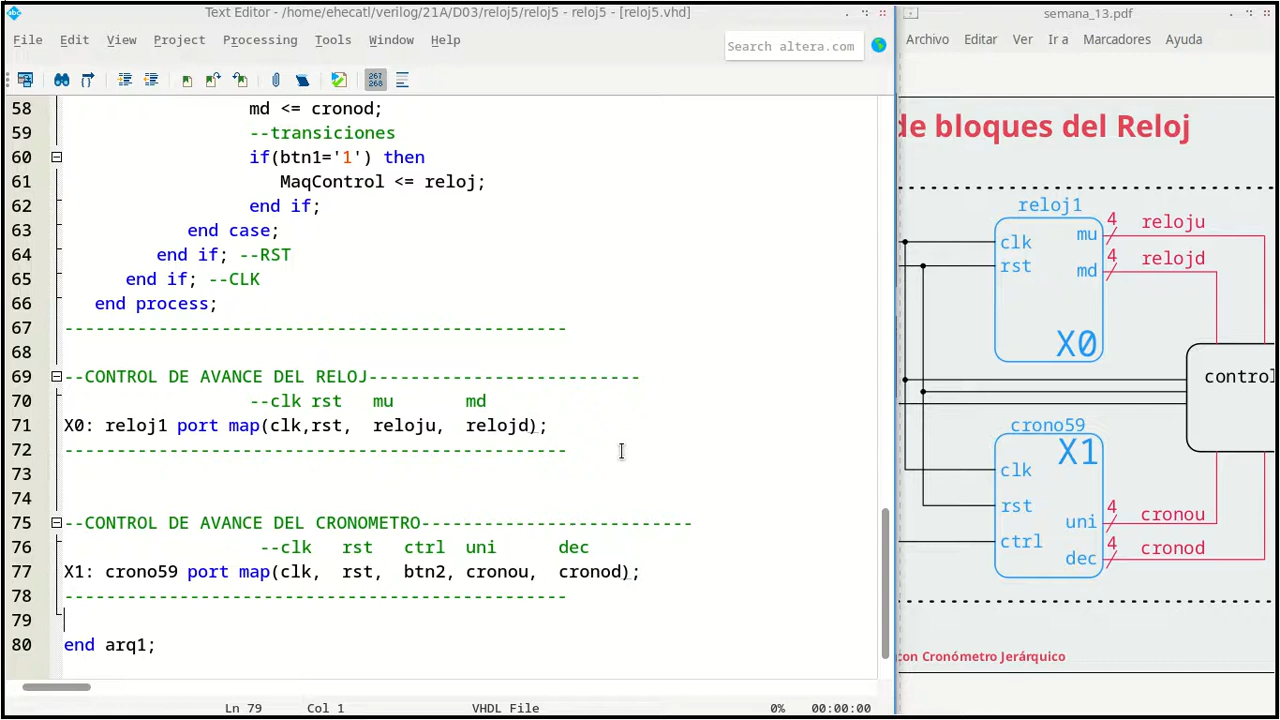 Text Editor - /home/ehecatl/verilog/21A/D03/reloj5/reloj5 - reloj5 - [reloj5.vhd]
File Edit View Project Processing Tools Window Help
Search altera.com
267
268
58 md <= cronod;
59 --transiciones
60 if(btn1='1') then
61 MaqControl <= reloj;
62 end if;
63 end case;
64 end if; --RST
65 end if; --CLK
66 end process;
67 -------------------------------------------------
68
69 --CONTROL DE AVANCE DEL RELOJ--------------------------
70 --clk rst mu md
71 X0: reloj1 port map(clk,rst, reloju, relojd);
72 -------------------------------------------------
73
74
75 --CONTROL DE AVANCE DEL CRONOMETRO--------------------------
76 --clk rst ctrl uni dec
77 X1: crono59 port map(clk, rst, btn2, cronou, cronod);
78 -------------------------------------------------
79
80 end arq1;
Ln 79 Col 1 VHDL File 0% 00:00:00
semana_13.pdf
Archivo Editar Ver Ir a Marcadores Ayuda
de bloques del Reloj
reloj1
clk mu 4 reloju
rst md 4 relojd
X0
control
crono59
X1
clk
rst
uni 4 cronou
ctrl
dec 4 cronod
con Cronómetro Jerárquico